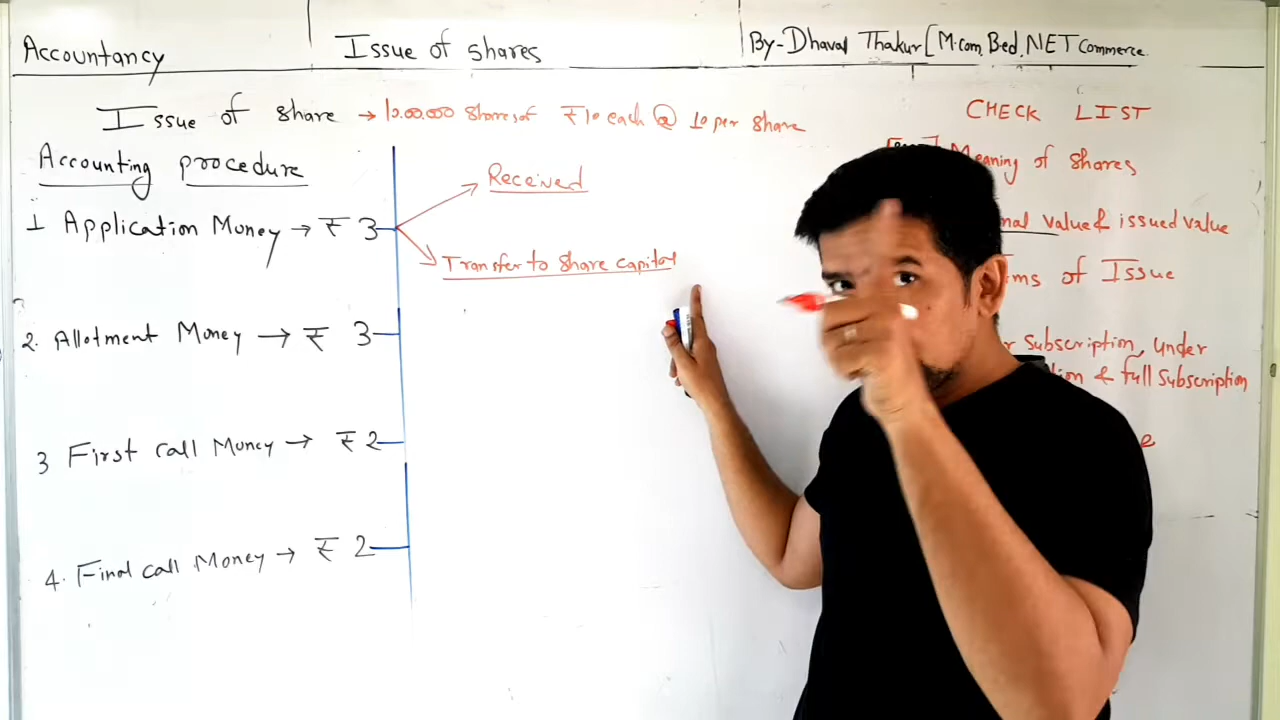 Accountancy
Issue of shares
By-Dhaval Thakur [M.com, B.ed, NET Commerce.
Issue of share → 10.00.000 Shares of ₹10 each @ 10 per share
Accounting procedure
1 Application Money → ₹ 3
Received
Transfer to share capital
2. Allotment Money → ₹ 3
3 First call Money → ₹ 2
4. Final call Money → ₹ 2
CHECK LIST
Meaning of shares
value & issued value
of Issue
Subscription, Under
& full Subscription